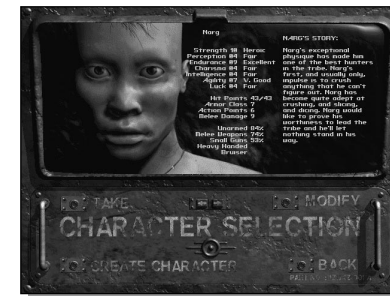 Narg
Strength 10 Heroic
Perception 04 Fair
Endurance 09 Excellent
Charisma 04 Fair
Intelligence 04 Fair
Agility 07 V. Good
Luck 04 Fair
Hit Points 43/43
Armor Class 7
Action Points 6
Melee Damage 9
Unarmed 84%
Melee Weapons 74%
Small Guns 53%
Heavy Handed
Bruiser
NARG'S STORY:
Narg's exceptional
physique has made him
one of the best hunters
in the tribe. Narg's
first, and usually only,
impulse is to crush
anything that he can't
figure out. Narg has
become quite adept at
crushing, and slicing,
and dicing. Narg would
like to prove his
worthiness to lead the
tribe and he'll let
nothing stand in his
way.
TAKE
MODIFY
CHARACTER SELECTION
CREATE CHARACTER
BACK